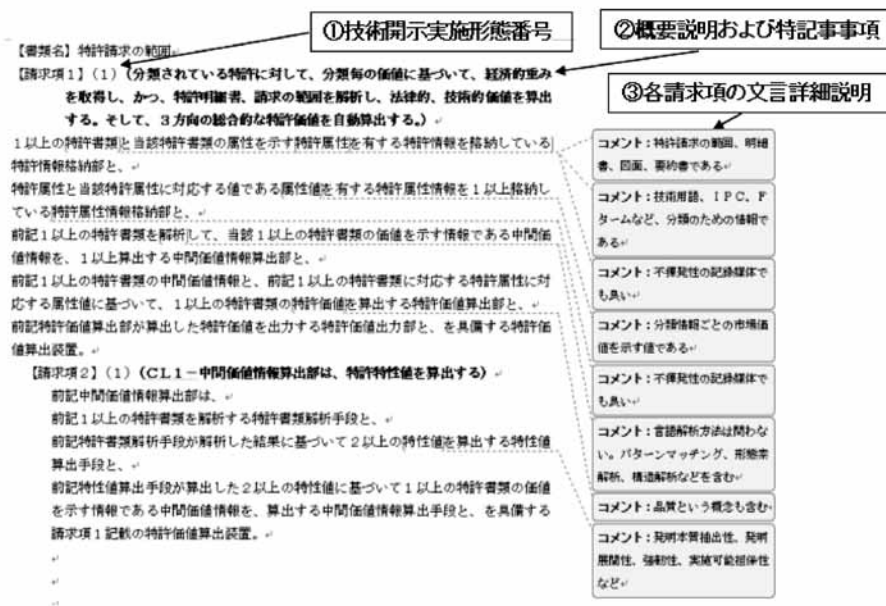 ①技術開示実施形態番号
②概要説明および特記事事項
③各請求項の文言詳細説明
【書類名】特許請求の範囲
【請求項1】(1)(分類されている特許に対して、分類毎の価値に基づいて、経済的重み
を取得し、かつ、特許明細書、請求の範囲を解析し、法律的、技術的価値を算出
する。そして、3方向の総合的な特許価値を自動算出する。)
1以上の特許書類と当該特許書類の属性を示す特許属性を有する特許情報を格納している
特許情報格納部と、
特許属性と当該特許属性に対応する値である属性値を有する特許属性情報を1以上格納し
ている特許属性情報格納部と、
前記1以上の特許書類を解析して、当該1以上の特許書類の価値を示す情報である中間価
値情報を、1以上算出する中間価値情報算出部と、
前記1以上の特許書類の中間価値情報と、前記1以上の特許書類に対応する特許属性に対
応する属性値に基づいて、1以上の特許書類の特許価値を算出する特許価値算出部と、
前記特許価値算出部が算出した特許価値を出力する特許価値出力部と、を具備する特許価
値算出装置。
【請求項2】(1)(CL1-中間価値情報算出部は、特許特性値を算出する)
前記中間価値情報算出部は、
前記1以上の特許書類を解析する特許書類解析手段と、
前記特許書類解析手段が解析した結果に基づいて2以上の特性値を算出する特性値
算出手段と、
前記特性値算出手段が算出した2以上の特性値に基づいて1以上の特許書類の価値
を示す情報である中間価値情報を、算出する中間価値情報算出手段と、を具備する
請求項1記載の特許価値算出装置。
コメント:特許請求の範囲、明細
書、図面、要約書である
コメント:技術用語、IPC、F
タームなど、分類のための情報で
ある
コメント:不揮発性の記録媒体で
も良い
コメント:分類情報ごとの市場価
値を示す値である
コメント:不揮発性の記録媒体で
も良い
コメント:言語解析方法は問わな
い。パターンマッチング、形態素
解析、構造解析などを含む
コメント:品質という概念も含む
コメント:発明本質抽出性、発明
展開性、強靭性、実施可能担保性
など